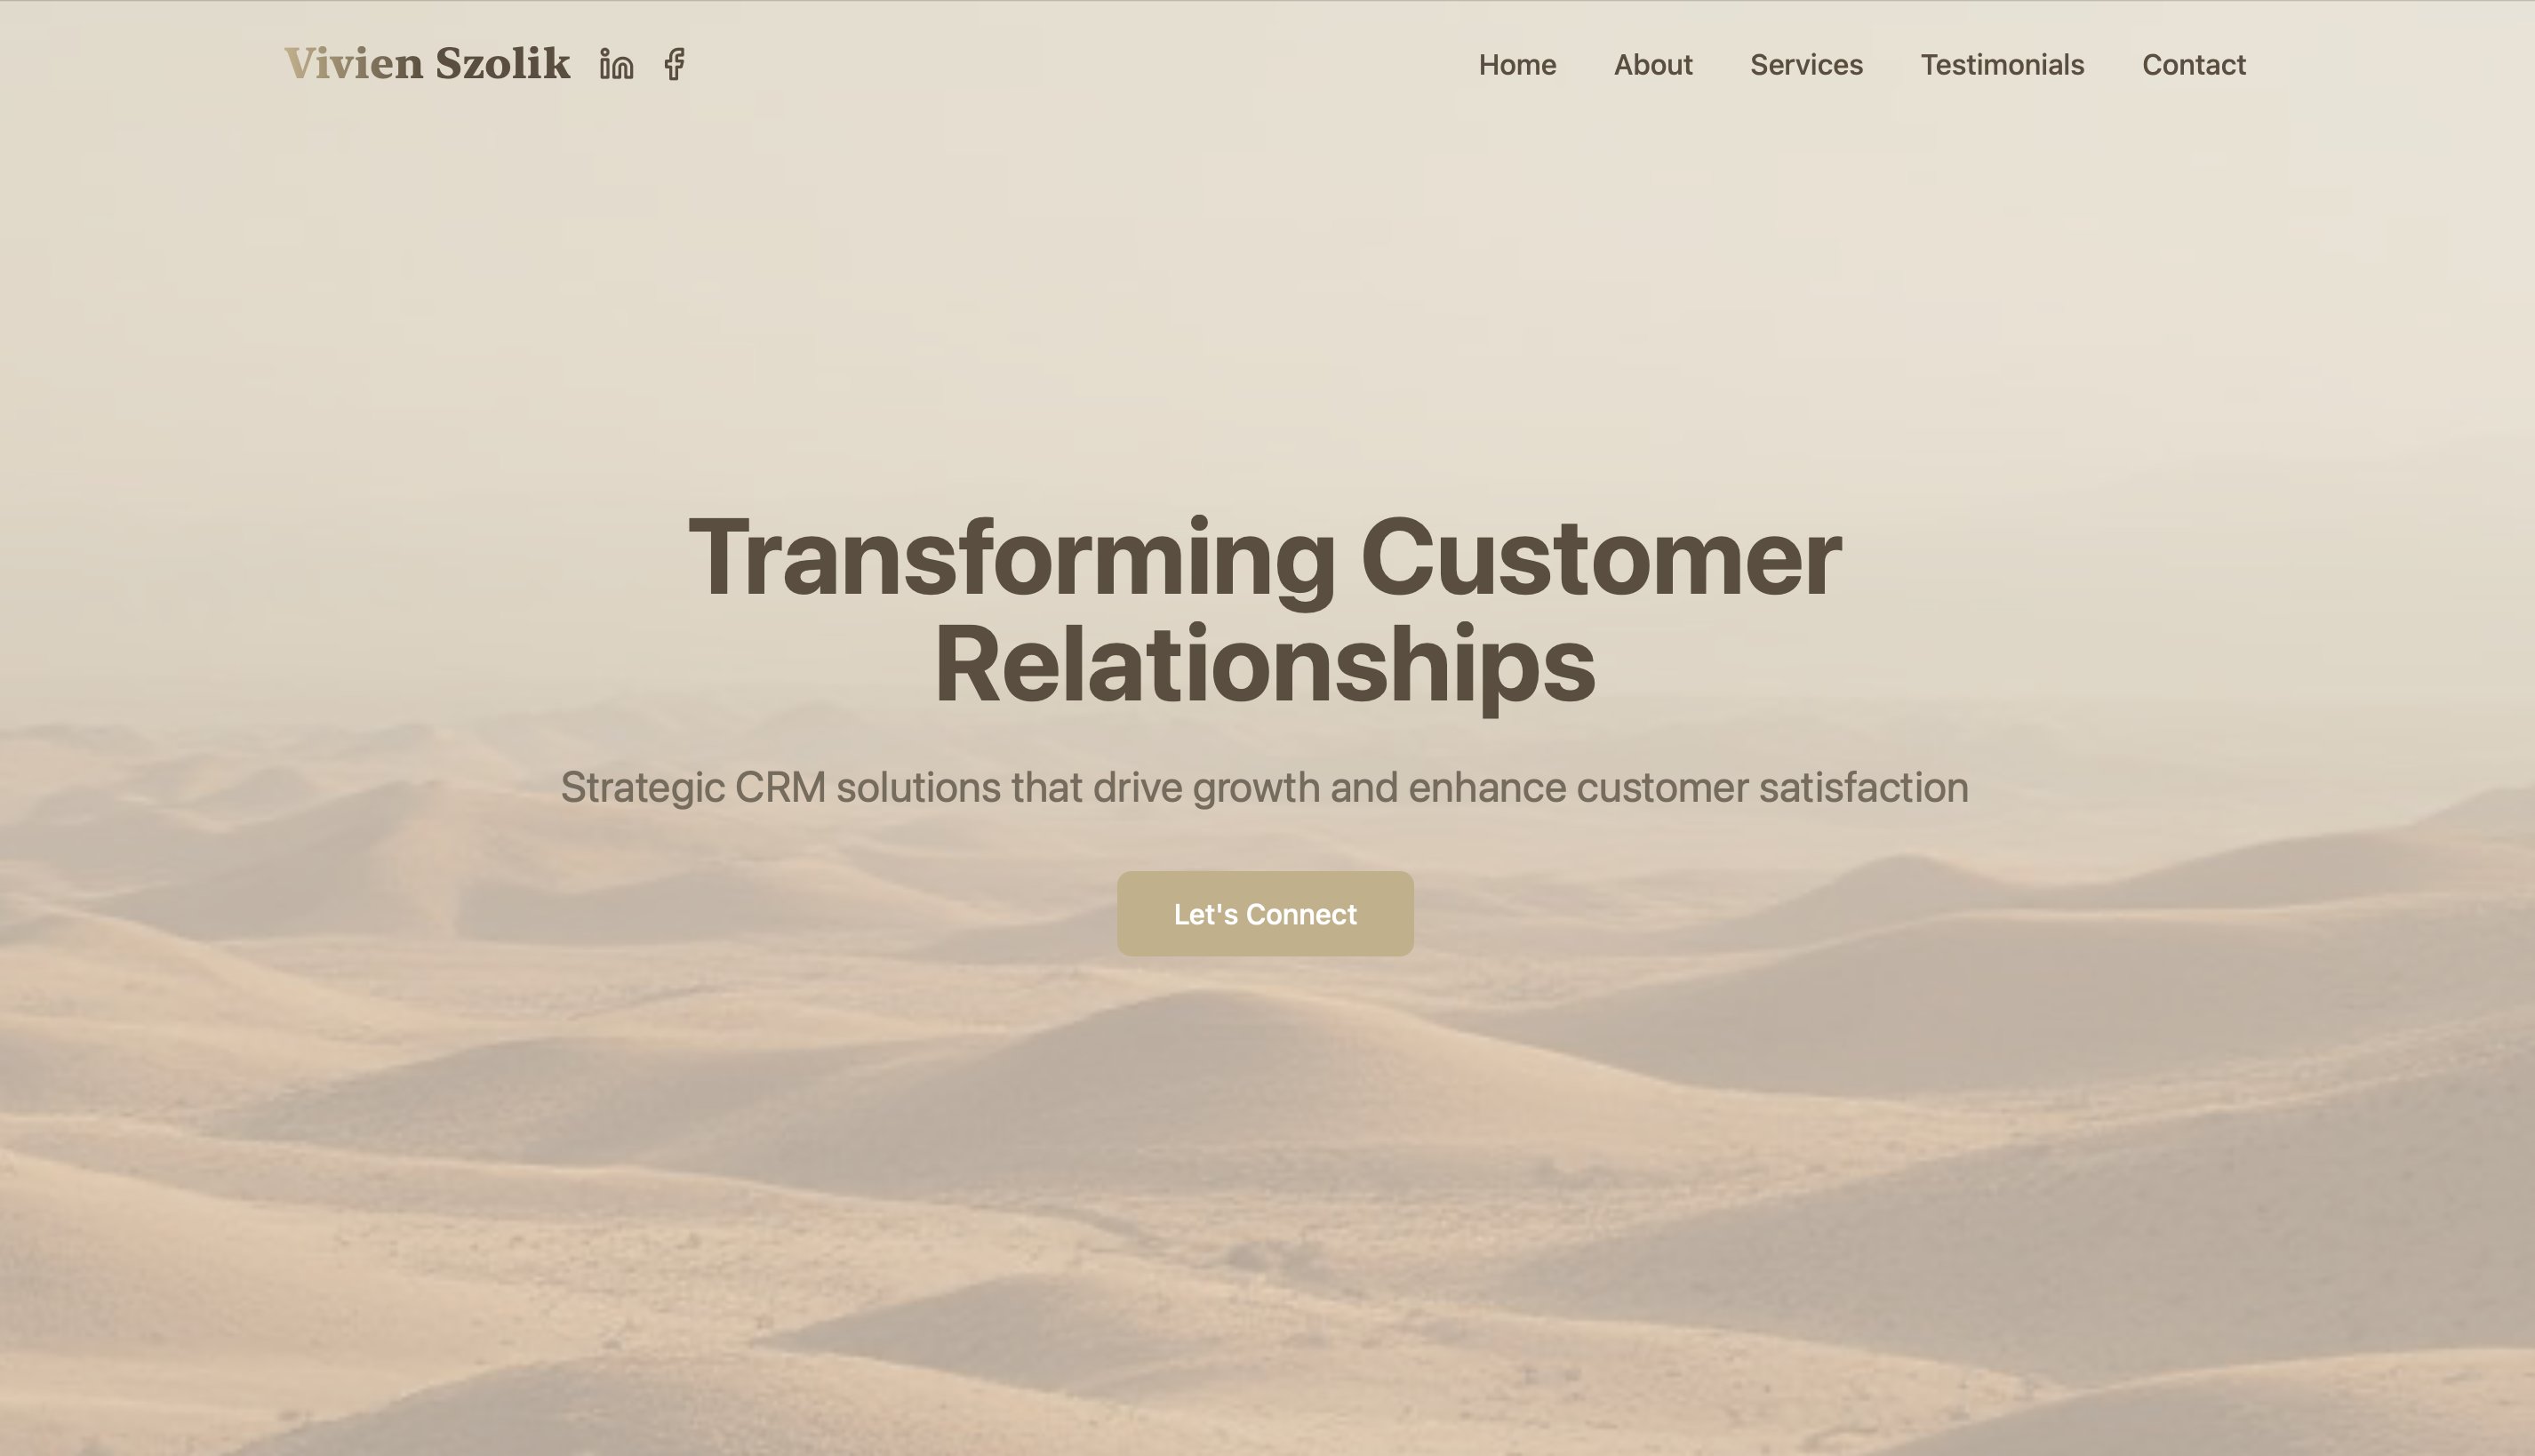 Vivien Szolik
Home About Services Testimonials Contact
Transforming Customer
Relationships
Strategic CRM solutions that drive growth and enhance customer satisfaction
Let's Connect